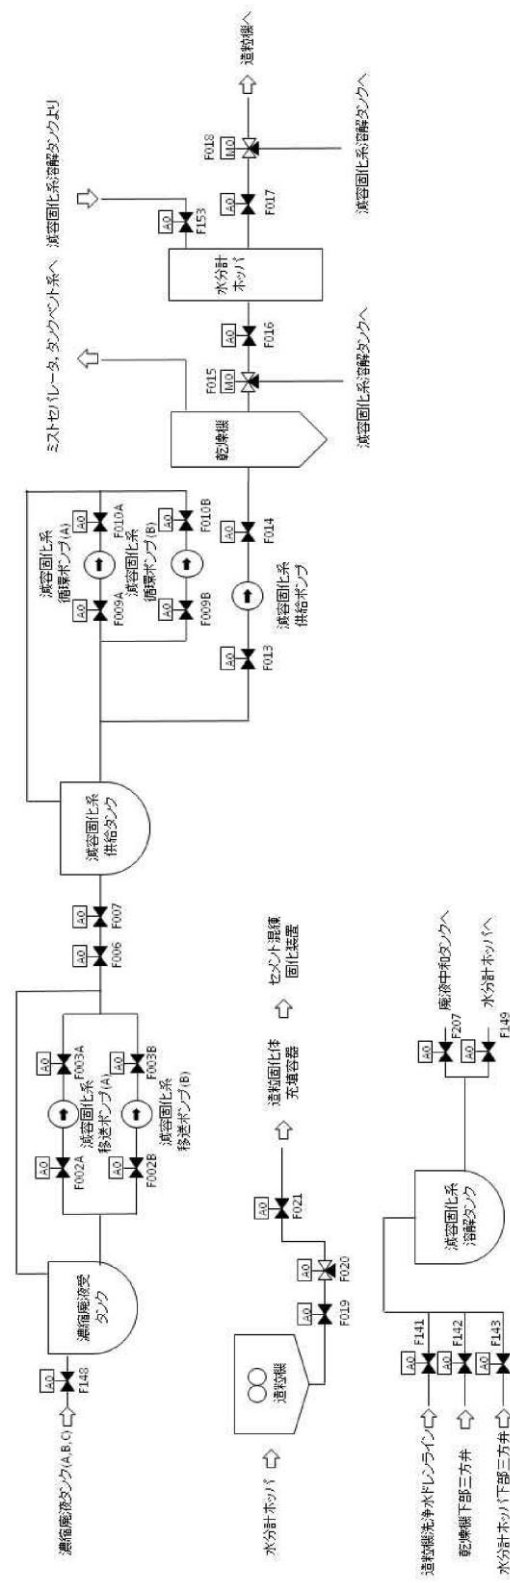 濃縮廃液タンク(A,B,C)
AO
F148
濃縮廃液受
タンク
AO
F002A
AO
F003A
減容固化系
移送ポンプ(A)
AO
F002B
AO
F003B
減容固化系
移送ポンプ(B)
AO
F006
AO
F007
減容固化系
供給タンク
減容固化系
循環ポンプ(A)
AO
F009A
AO
F010A
減容固化系
循環ポンプ(B)
AO
F009B
AO
F010B
AO
F013
AO
F014
減容固化系
供給ポンプ
ミストセパレータ,タンクベント系へ
乾燥機
MO
F015
AO
F016
減容固化系溶解タンクへ
減容固化系溶解タンクより
AO
F153
水分計
ホッパ
AO
F017
MO
F018
減容固化系溶解タンクへ
造粒機へ
水分計ホッパ
造粒機
AO
F019
AO
F020
AO
F021
造粒固化体
充填容器
セメント混練
固化装置
造粒機洗浄水ドレンライン
AO
F141
乾燥機下部三方弁
AO
F142
水分計ホッパ下部三方弁
AO
F143
減容固化系
溶解タンク
AO
F207
廃液中和タンクへ
AO
F149
水分計ホッパへ